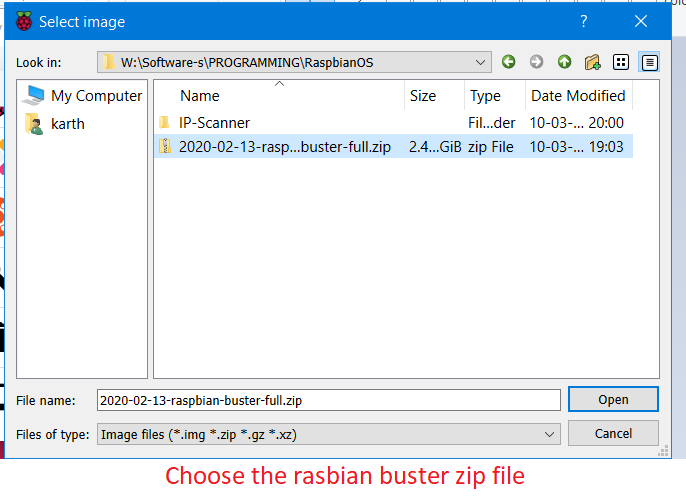 Select image
?
Look in:
W:\Software-s\PROGRAMMING\RaspbianOS
My Computer
karth
Name Size Type Date Modified
IP-Scanner Fil...der 10-03-... 20:00
2020-02-13-rasp...buster-full.zip 2.4...GiB zip File 10-03-... 19:03
File name: 2020-02-13-raspbian-buster-full.zip Open
Files of type: Image files (*.img *.zip *.gz *.xz) Cancel
Choose the rasbian buster zip file